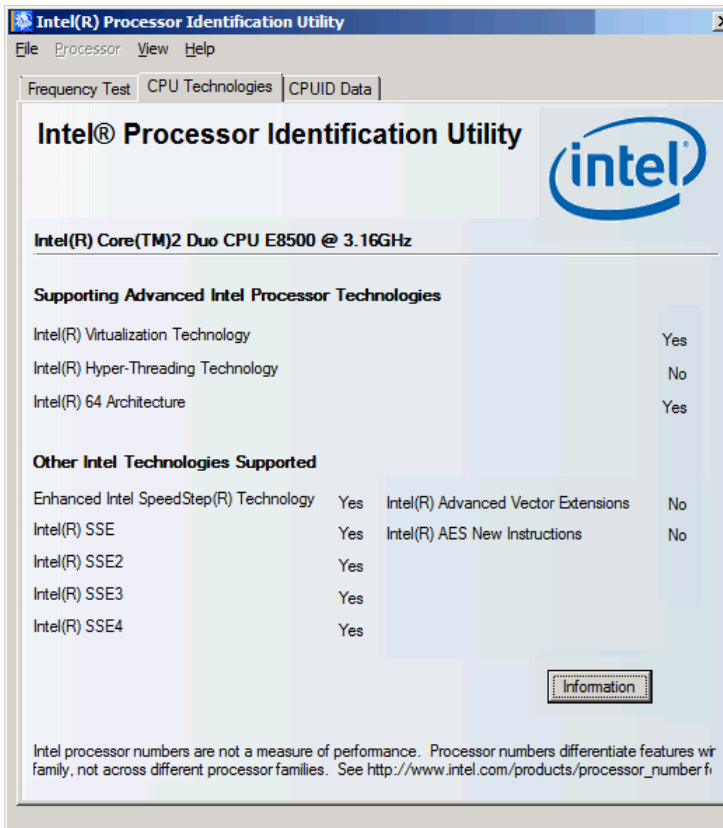 Intel(R) Processor Identification Utility
File Processor View Help
Frequency Test CPU Technologies CPUID Data
Intel® Processor Identification Utility
intel
Intel(R) Core(TM)2 Duo CPU E8500 @ 3.16GHz
Supporting Advanced Intel Processor Technologies
Intel(R) Virtualization Technology Yes
Intel(R) Hyper-Threading Technology No
Intel(R) 64 Architecture Yes
Other Intel Technologies Supported
Enhanced Intel SpeedStep(R) Technology Yes Intel(R) Advanced Vector Extensions No
Intel(R) SSE Yes Intel(R) AES New Instructions No
Intel(R) SSE2 Yes
Intel(R) SSE3 Yes
Intel(R) SSE4 Yes
Information
Intel processor numbers are not a measure of performance. Processor numbers differentiate features
family, not across different processor families. See http://www.intel.com/products/processor_number